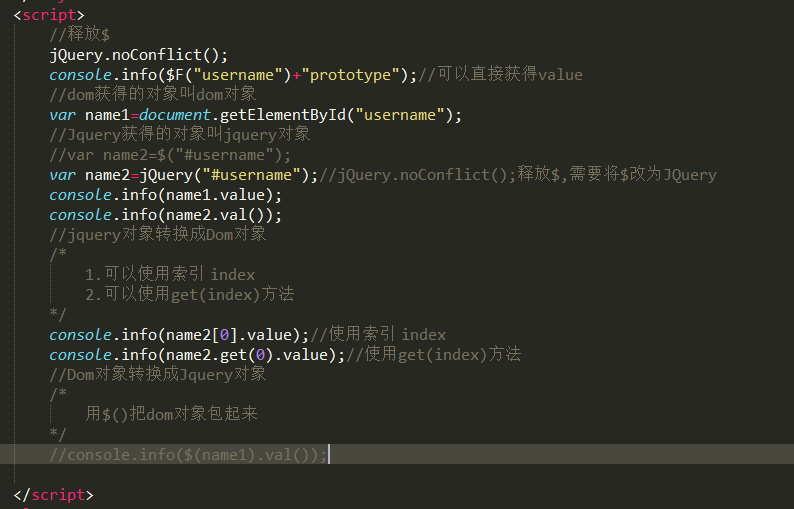 <script>
//释放$
jQuery.noConflict();
console.info($F("username")+"prototype");//可以直接获得value
//dom获得的对象叫dom对象
var name1=document.getElementById("username");
//Jquery获得的对象叫jquery对象
//var name2=$("#username");
var name2=jQuery("#username");//jQuery.noConflict();释放$,需要将$改为JQuery
console.info(name1.value);
console.info(name2.val());
//jquery对象转换成Dom对象
/*
1.可以使用索引 index
2.可以使用get(index)方法
*/
console.info(name2[0].value);//使用索引 index
console.info(name2.get(0).value);//使用get(index)方法
//Dom对象转换成Jquery对象
/*
用$()把dom对象包起来
*/
//console.info($(name1).val());
</script>